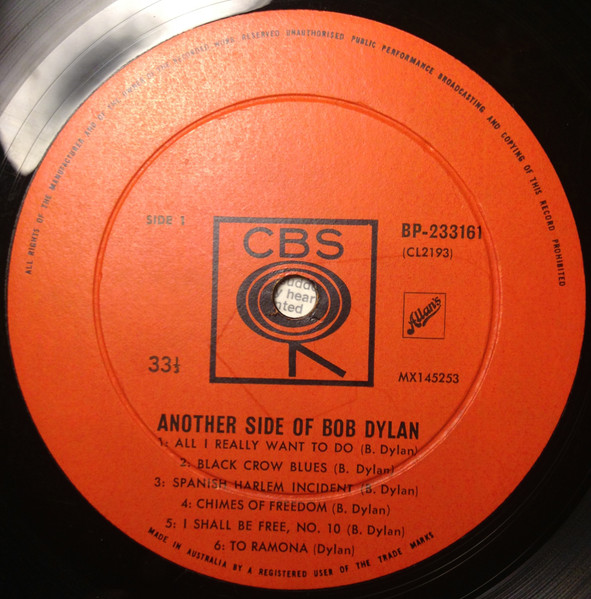 ALL RIGHTS OF THE MANUFACTURER AND OF THE OWNER OF THE RECORDED WORK RESERVED UNAUTHORISED PUBLIC PERFORMANCE BROADCASTING AND COPYING OF THIS RECORD PROHIBITED
SIDE 1
CBS
BP-233161
(CL2193)
Allan's
33⅓
MX145253
ANOTHER SIDE OF BOB DYLAN
1: ALL I REALLY WANT TO DO (B. Dylan)
2: BLACK CROW BLUES (B. Dylan)
3: SPANISH HARLEM INCIDENT (B. Dylan)
4: CHIMES OF FREEDOM (B. Dylan)
5: I SHALL BE FREE, NO. 10 (B. Dylan)
6: TO RAMONA (Dylan)
MADE IN AUSTRALIA BY A REGISTERED USER OF THE TRADE MARKS